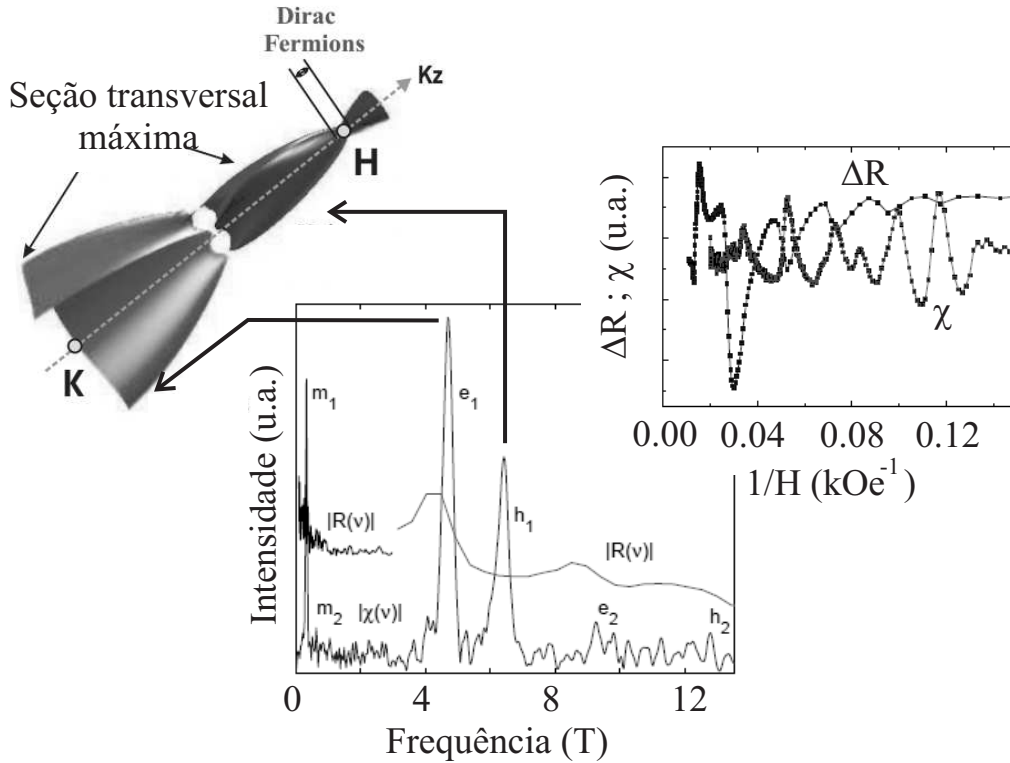 Dirac
Fermions
Kz
Seção transversal
máxima
H
K
ΔR
ΔR ; χ (u.a.)
χ
0.00 0.04 0.08 0.12
1/H (kOe⁻¹)
m₁
e₁
h₁
|R(ν)|
|R(ν)|
m₂
|χ(ν)|
e₂
h₂
Intensidade (u.a.)
0 4 8 12
Frequência (T)